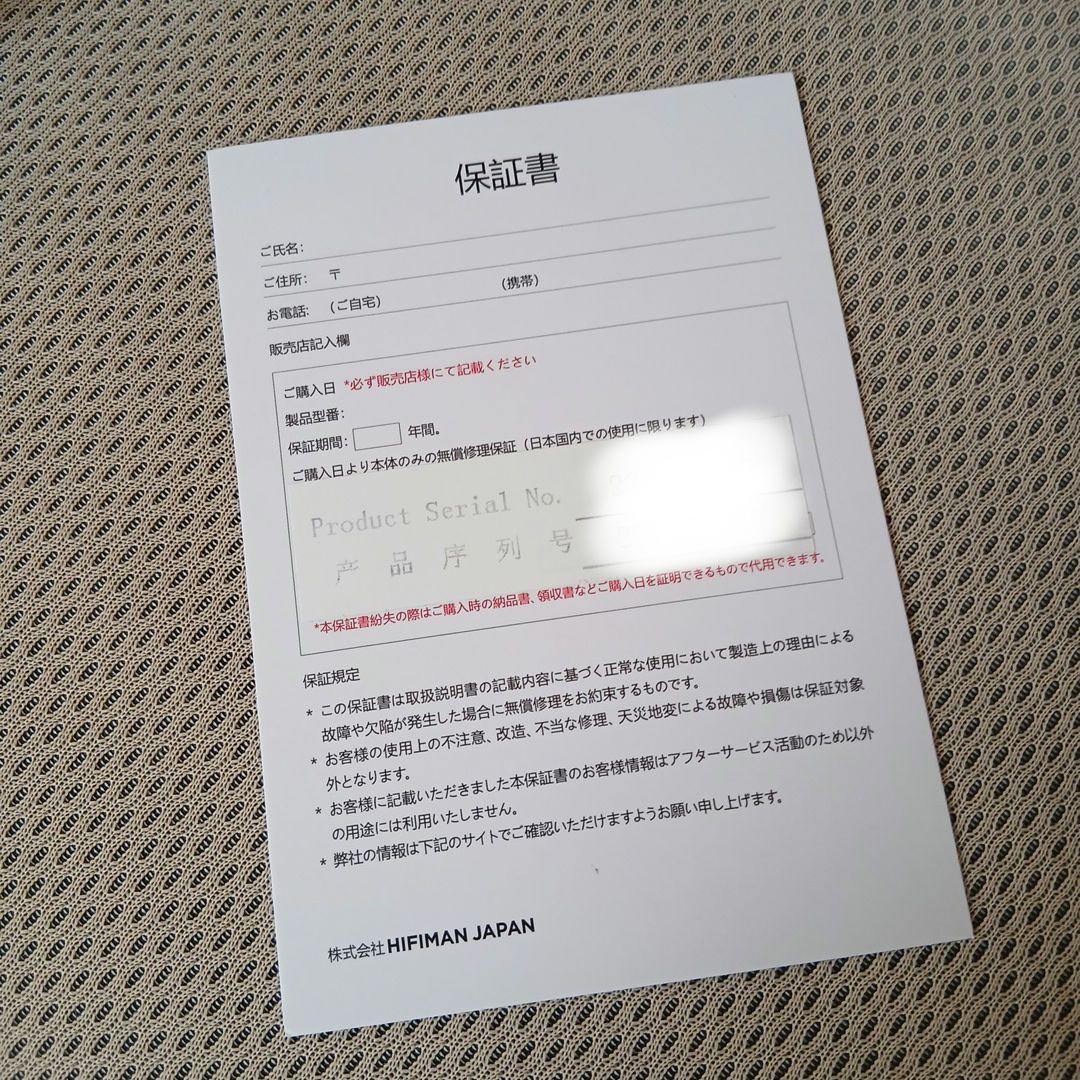 保証書
ご氏名：
ご住所： 〒
お電話: （ご自宅） （携帯）
販売店記入欄
ご購入日 *必ず販売店様にて記載ください
製品型番：
保証期間： 年間。
ご購入日より本体のみの無償修理保証（日本国内での使用に限ります）
Product Serial No.
产品序列号
*本保証書紛失の際はご購入時の納品書、領収書などご購入日を証明できるもので代用できます。
保証規定
* この保証書は取扱説明書の記載内容に基づく正常な使用において製造上の理由による
故障や欠陥が発生した場合に無償修理をお約束するものです。
* お客様の使用上の不注意、改造、不当な修理、天災地変による故障や損傷は保証対象
外となります。
* お客様に記載いただきました本保証書のお客様情報はアフターサービス活動のため以外
の用途には利用いたしません。
* 弊社の情報は下記のサイトでご確認いただけますようお願い申し上げます。
株式会社HIFIMAN JAPAN